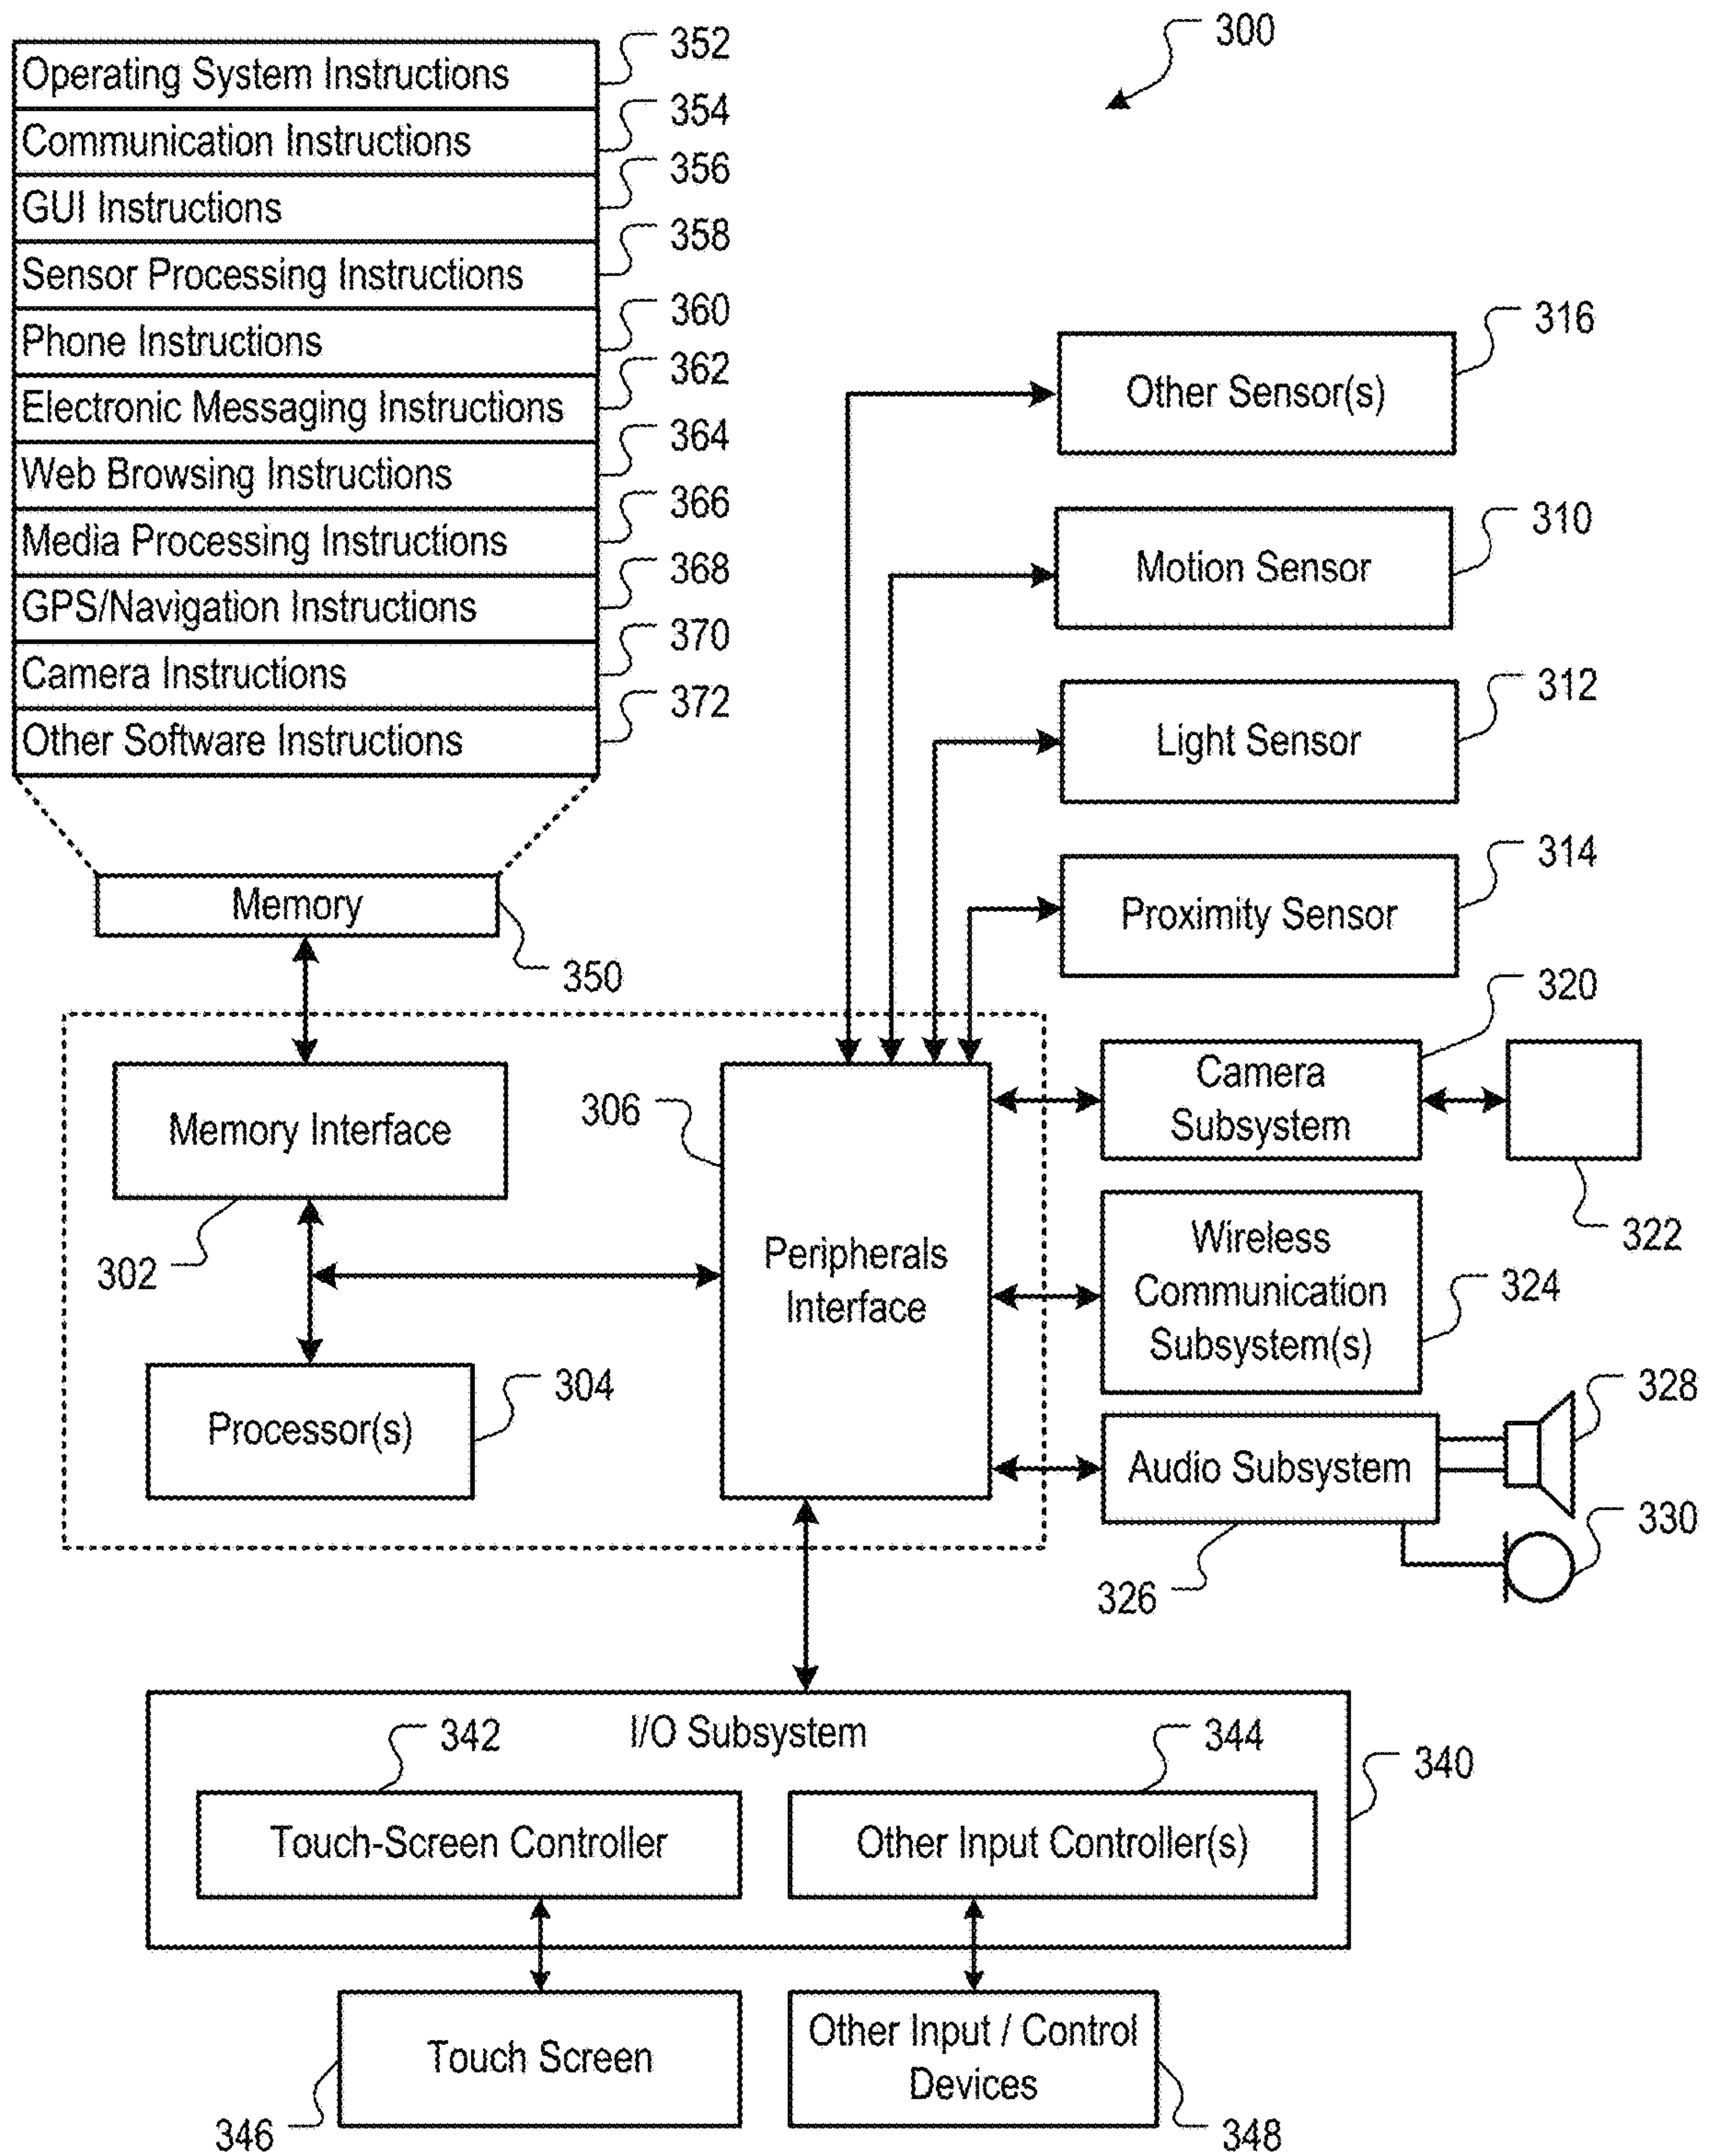 300
Operating System Instructions
352
Communication Instructions
354
GUI Instructions
356
Sensor Processing Instructions
358
Phone Instructions
360
Electronic Messaging Instructions
362
Web Browsing Instructions
364
Media Processing Instructions
366
GPS/Navigation Instructions
368
Camera Instructions
370
Other Software Instructions
372
Memory
350
Other Sensor(s)
316
Motion Sensor
310
Light Sensor
312
Proximity Sensor
314
Memory Interface
302
Processor(s)
304
306
Peripherals
Interface
Camera
Subsystem
320
322
Wireless
Communication
Subsystem(s)
324
Audio Subsystem
326
328
330
I/O Subsystem
340
342
Touch-Screen Controller
344
Other Input Controller(s)
Touch Screen
346
Other Input / Control
Devices
348